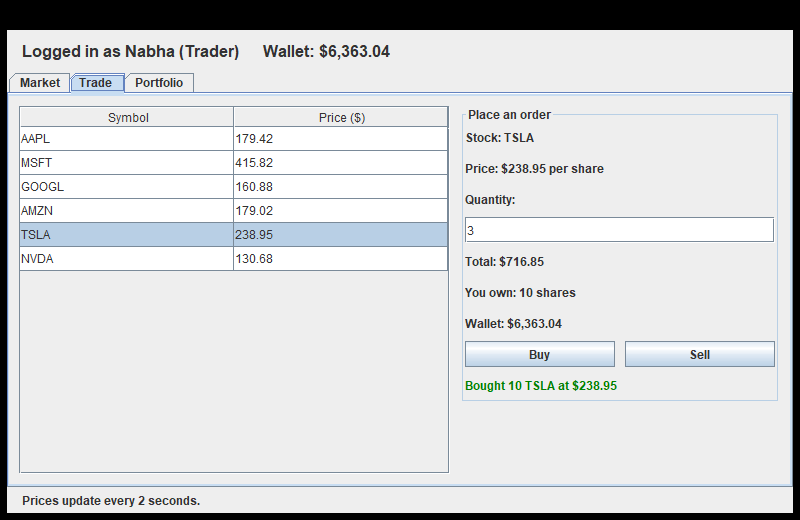 Logged in as Nabha (Trader) Wallet: $6,363.04
Market Trade Portfolio
Symbol Price ($)
AAPL 179.42
MSFT 415.82
GOOGL 160.88
AMZN 179.02
TSLA 238.95
NVDA 130.68
Place an order
Stock: TSLA
Price: $238.95 per share
Quantity:
3
Total: $716.85
You own: 10 shares
Wallet: $6,363.04
Buy Sell
Bought 10 TSLA at $238.95
Prices update every 2 seconds.